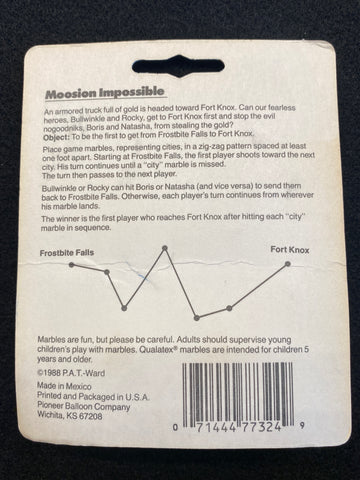 Moosion Impossible
An armored truck full of gold is headed toward Fort Knox. Can our fearless
heroes, Bullwinkle and Rocky, get to Fort Knox first and stop the evil
nogoodniks, Boris and Natasha, from stealing the gold?
Object: To be the first to get from Frostbite Falls to Fort Knox.
Place game marbles, representing cities, in a zig-zag pattern spaced at least
one foot apart. Starting at Frostbite Falls, the first player shoots toward the next
city. His turn continues until a "city" marble is missed.
The turn then passes to the next player.
Bullwinkle or Rocky can hit Boris or Natasha (and vice versa) to send them
back to Frostbite Falls. Otherwise, each player's turn continues from wherever
his marble lands.
The winner is the first player who reaches Fort Knox after hitting each "city"
marble in sequence.
Frostbite Falls
Fort Knox
Marbles are fun, but please be careful. Adults should supervise young
children's play with marbles. Qualatex® marbles are intended for children 5
years and older.
©1988 P.A.T.-Ward
Made in Mexico
Printed and Packaged in U.S.A.
Pioneer Balloon Company
Wichita, KS 67208
0 71444 77324 9